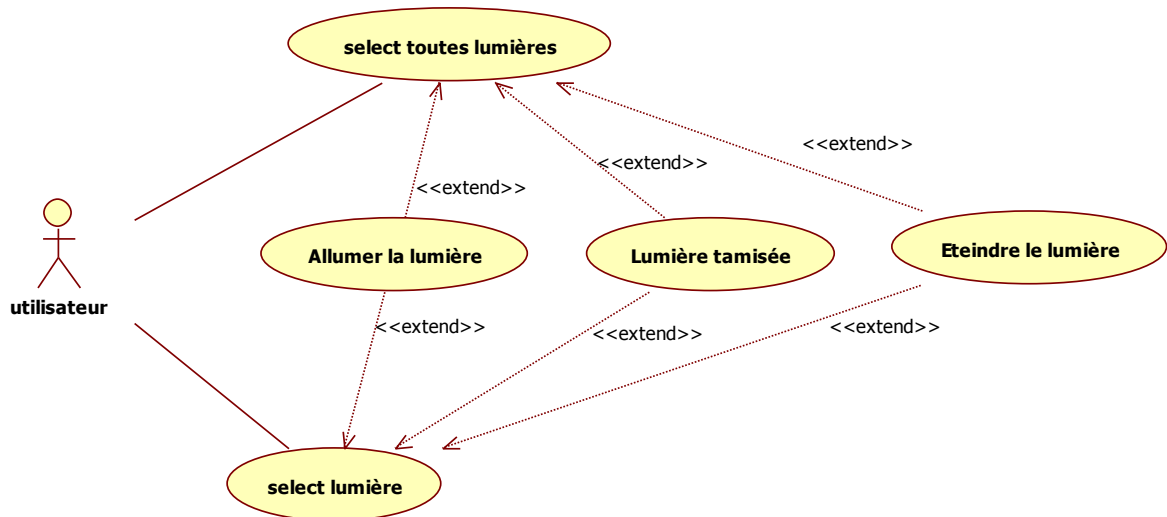 select toutes lumières
<<extend>>
<<extend>>
<<extend>>
Allumer la lumière
Lumière tamisée
Eteindre le lumière
utilisateur
<<extend>>
<<extend>>
<<extend>>
select lumière